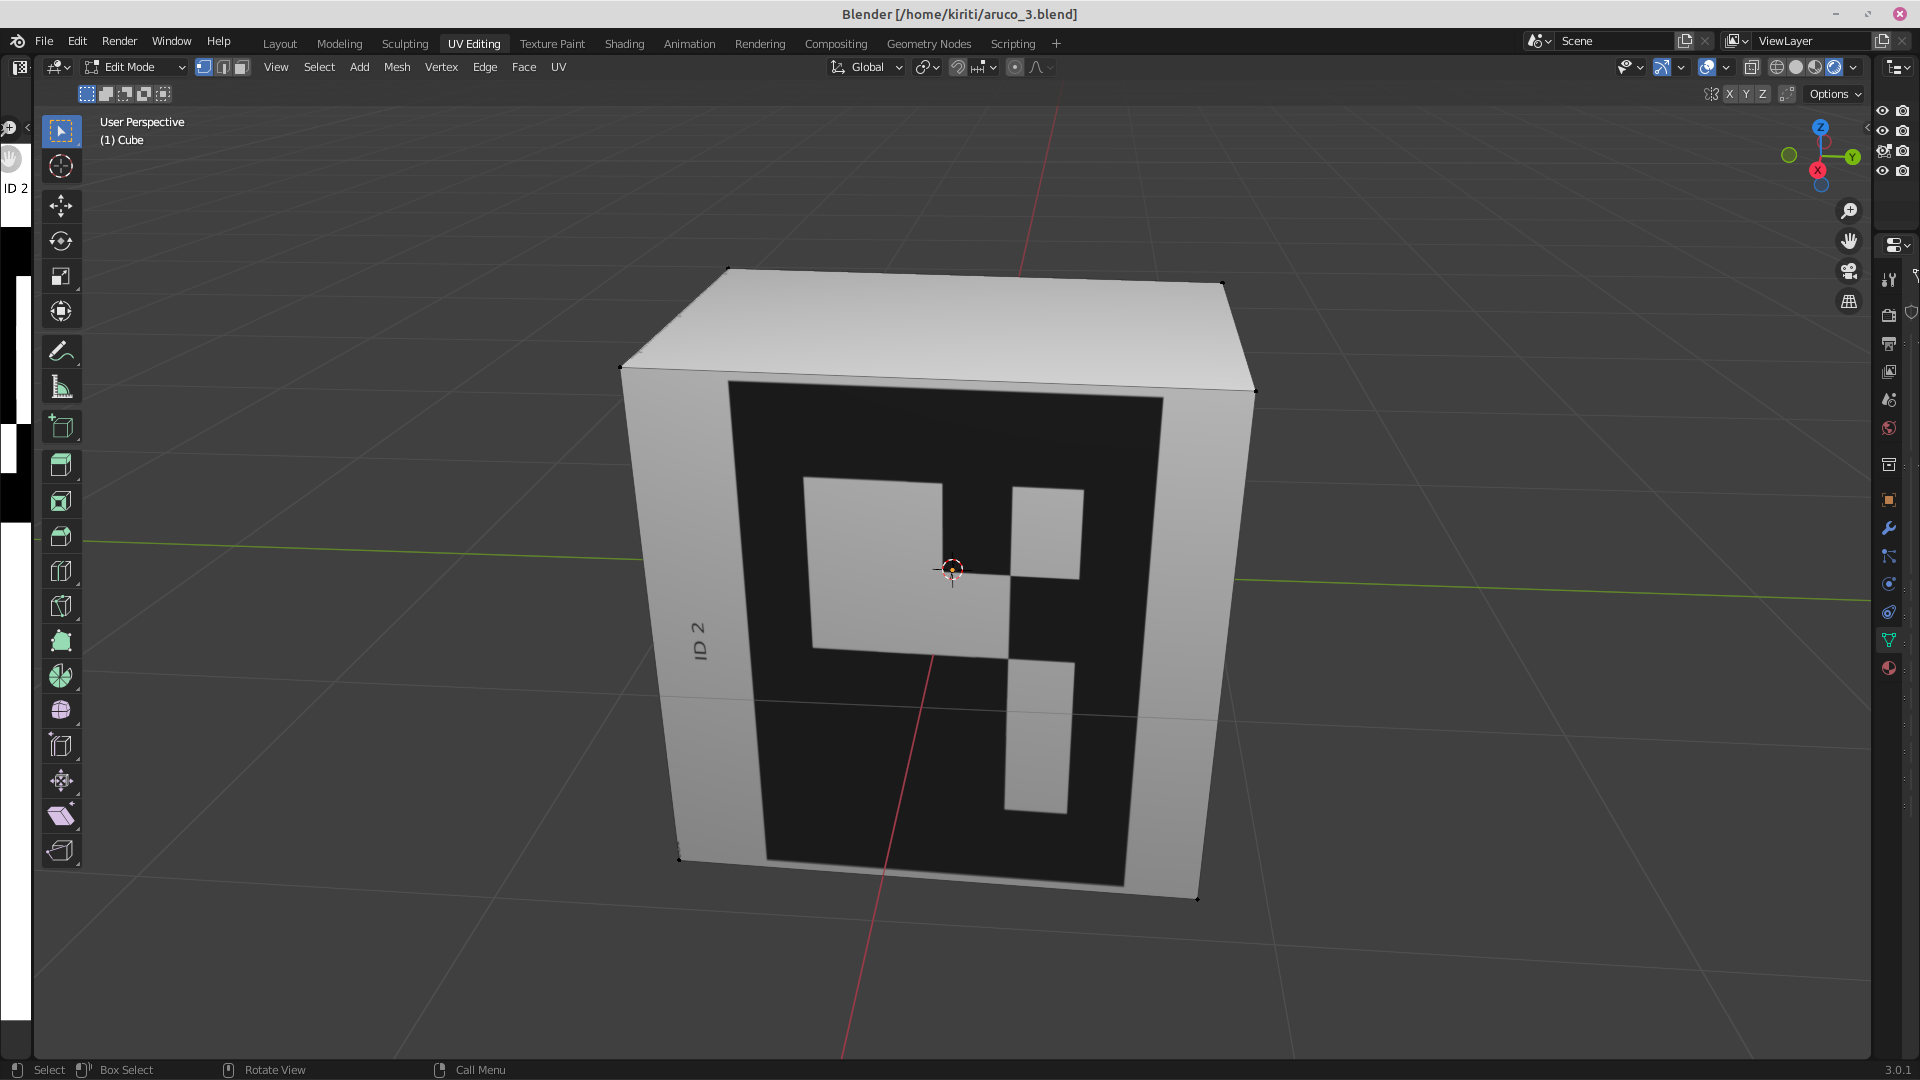 Blender [/home/kiriti/aruco_3.blend]
File Edit Render Window Help Layout Modeling Sculpting UV Editing Texture Paint Shading Animation Rendering Compositing Geometry Nodes Scripting + Scene ViewLayer
Edit Mode View Select Add Mesh Vertex Edge Face UV Global
X Y Z Options
User Perspective
(1) Cube
Z
Y
X
ID 2
ID 2
Select Box Select Rotate View Call Menu 3.0.1